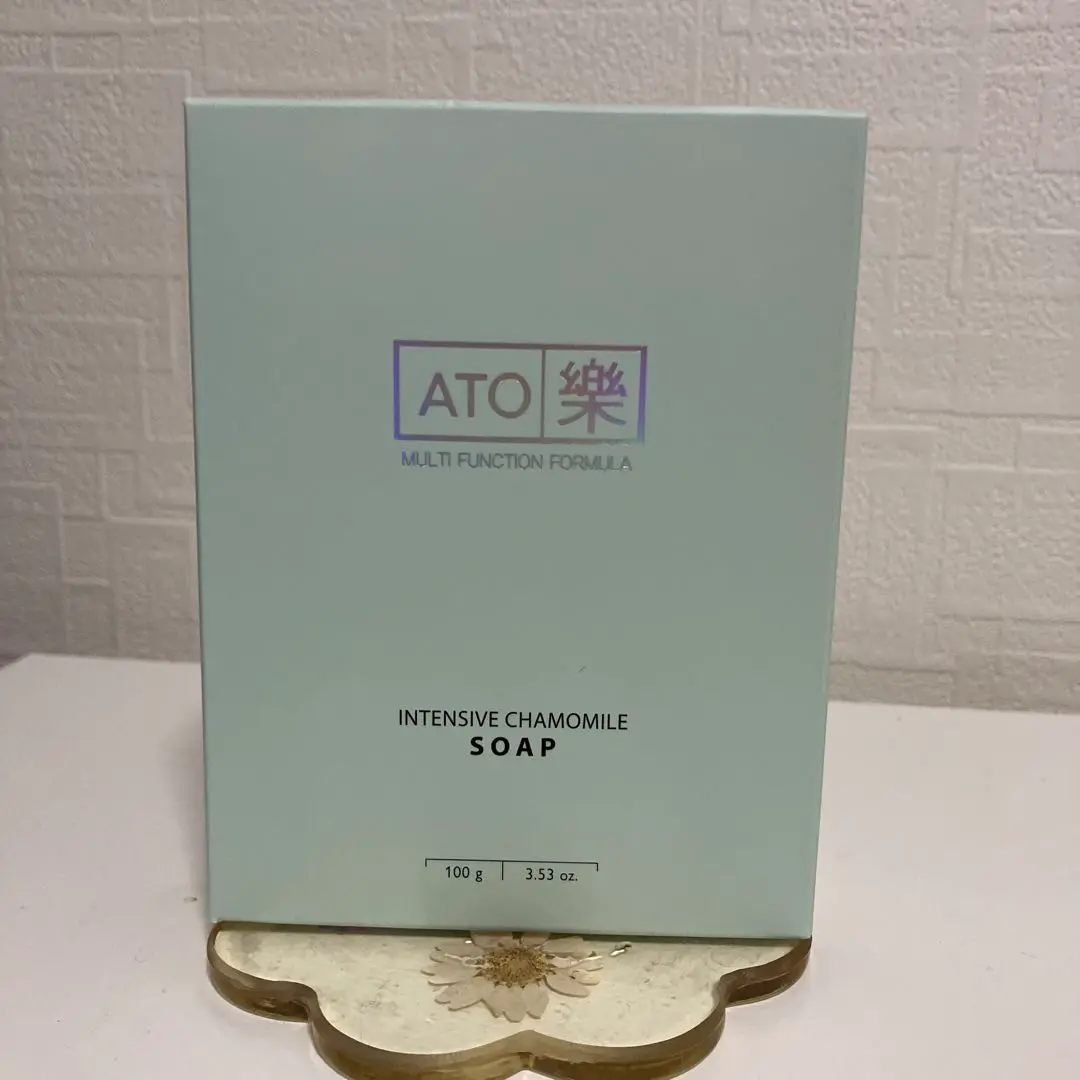 ATO 樂
MULTI FUNCTION FORMULA
INTENSIVE CHAMOMILE
SOAP
100 g 3.53 oz.